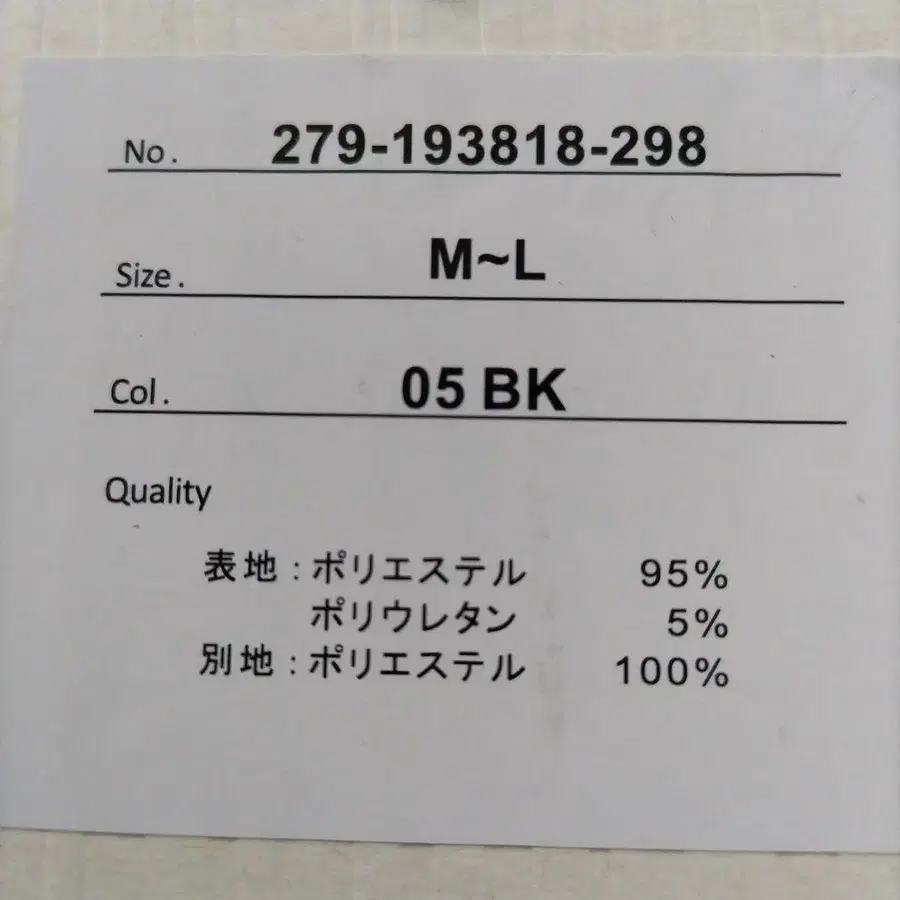 No. 279-193818-298
Size. M~L
Col. 05 BK
Quality
表地:ポリエステル 95%
ポリウレタン 5%
別地:ポリエステル 100%